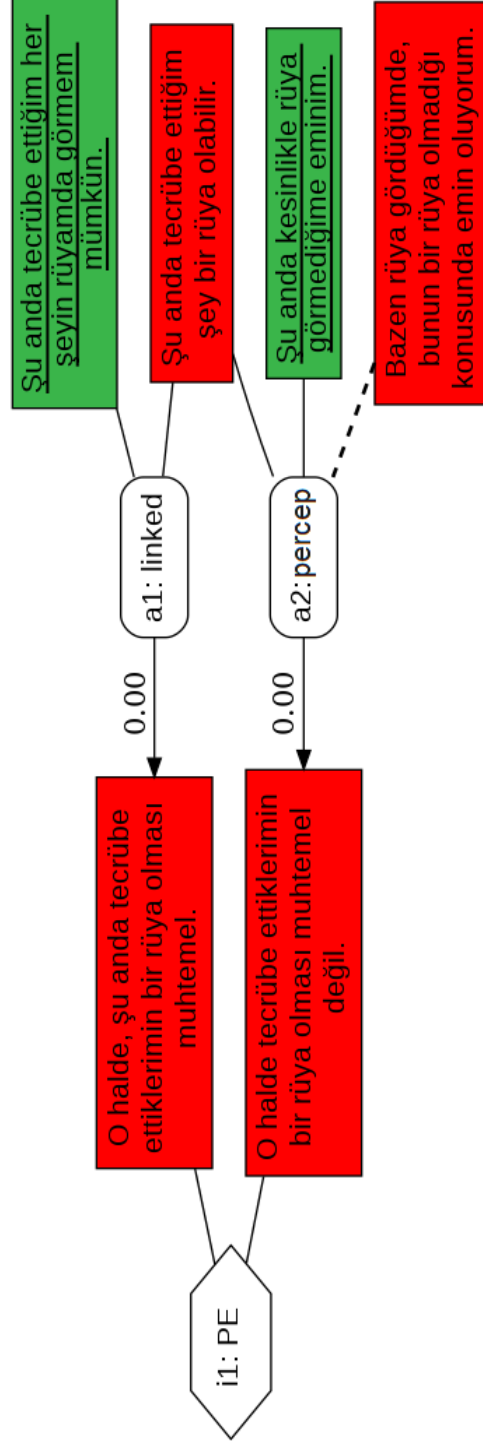 Şu anda tecrübe ettiğim her
şeyin rüyamda görmem
mümkün.
Şu anda tecrübe ettiğim
şey bir rüya olabilir.
Şu anda kesinlikle rüya
görmediğime eminim.
Bazen rüya gördüğümde,
bunun bir rüya olmadığı
konusunda emin oluyorum.
a1: linked
a2:percep
0.00
0.00
O halde, şu anda tecrübe
ettiklerimin bir rüya olması
muhtemel.
O halde tecrübe ettiklerimin
bir rüya olması muhtemel
değil.
i1: PE